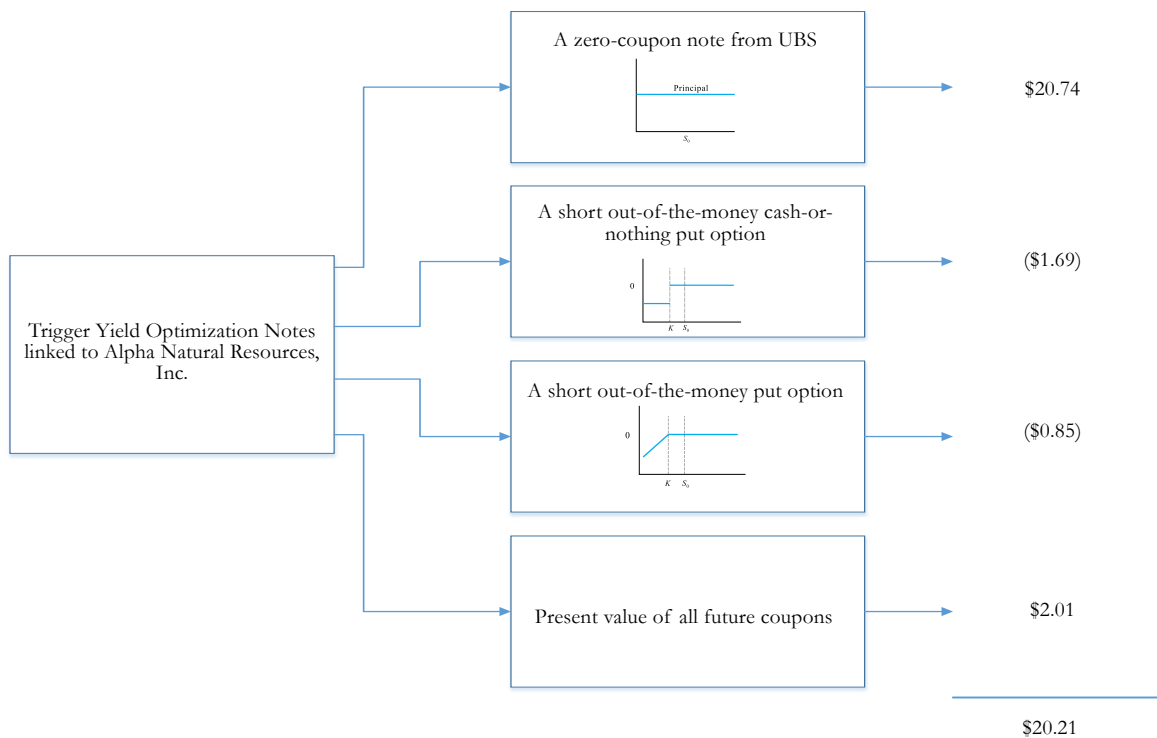 A zero-coupon note from UBS
Principal
S0
$20.74
A short out-of-the-money cash-or-
nothing put option
0
K S0
($1.69)
Trigger Yield Optimization Notes
linked to Alpha Natural Resources,
Inc.
A short out-of-the-money put option
0
K S0
($0.85)
Present value of all future coupons
$2.01
$20.21